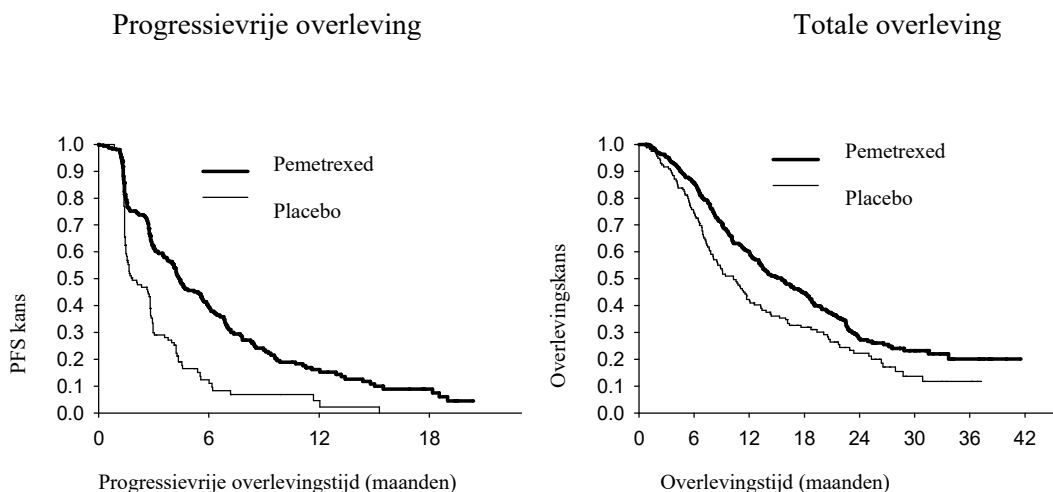 Progressievrije overleving
Totale overleving
1.0
0.9
0.8
0.7
0.6
0.5
0.4
0.3
0.2
0.1
0.0
PFS kans
Pemetrexed
Placebo
0 6 12 18
Progressievrije overlevingstijd (maanden)
1.0
0.9
0.8
0.7
0.6
0.5
0.4
0.3
0.2
0.1
0.0
Overlevingskans
Pemetrexed
Placebo
0 6 12 18 24 30 36 42
Overlevingstijd (maanden)